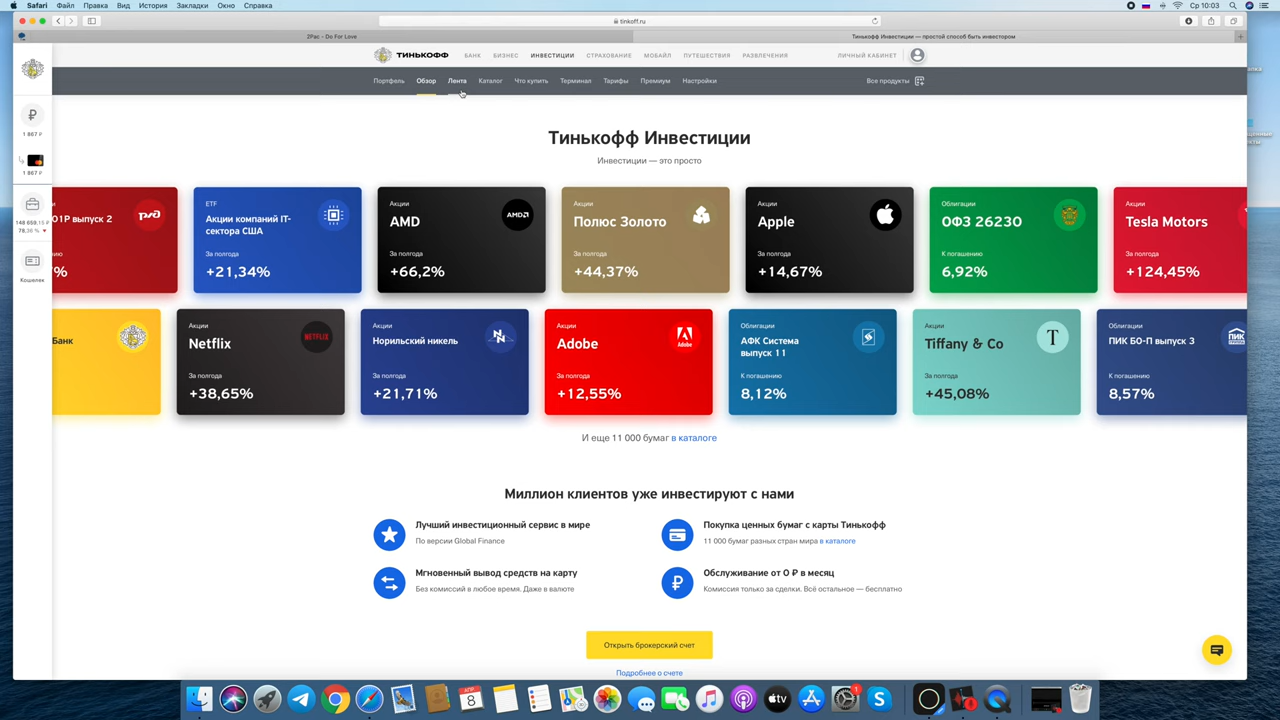 Safari Файл Правка Вид История Закладки Окно Справка
Ср 10:03
tinkoff.ru
2Pac - Do For Love
Тинькофф Инвестиции — простой способ быть инвестором
ТИНЬКОФФ БАНК БИЗНЕС ИНВЕСТИЦИИ СТРАХОВАНИЕ МОБАЙЛ ПУТЕШЕСТВИЯ РАЗВЛЕЧЕНИЯ ЛИЧНЫЙ КАБИНЕТ
Портфель Обзор Лента Каталог Что купить Терминал Тарифы Премиум Настройки Все продукты
1 867 ₽
1 867 ₽
78,36 %
Кошелек
Тинькофф Инвестиции
Инвестиции — это просто
О1Р выпуск 2
ETF
Акции компаний IT-
сектора США
За полгода
+21,34%
Акции
AMD
AMD
За полгода
+66,2%
Акции
Полюс Золото
За полгода
+44,37%
Акции
Apple
За полгода
+14,67%
Облигации
ОФЗ 26230
К погашению
6,92%
Акции
Tesla Motors
За полгода
+124,45%
Банк
Акции
Netflix
NETFLIX
За полгода
+38,65%
Акции
Норильский никель
За полгода
+21,71%
Акции
Adobe
Adobe
За полгода
+12,55%
Облигации
АФК Система
выпуск 11
К погашению
8,12%
Акции
Tiffany & Co
T
За полгода
+45,08%
Облигации
ПИК БО-П выпуск 3
ПИК
К погашению
8,57%
И еще 11 000 бумаг в каталоге
Миллион клиентов уже инвестируют с нами
Лучший инвестиционный сервис в мире
По версии Global Finance
Покупка ценных бумаг с карты Тинькофф
11 000 бумаг разных стран мира в каталоге
Мгновенный вывод средств на карту
Без комиссий в любое время. Даже в валюте
Обслуживание от 0 ₽ в месяц
Комиссия только за сделки. Всё остальное — бесплатно
Открыть брокерский счет
Подробнее о счете